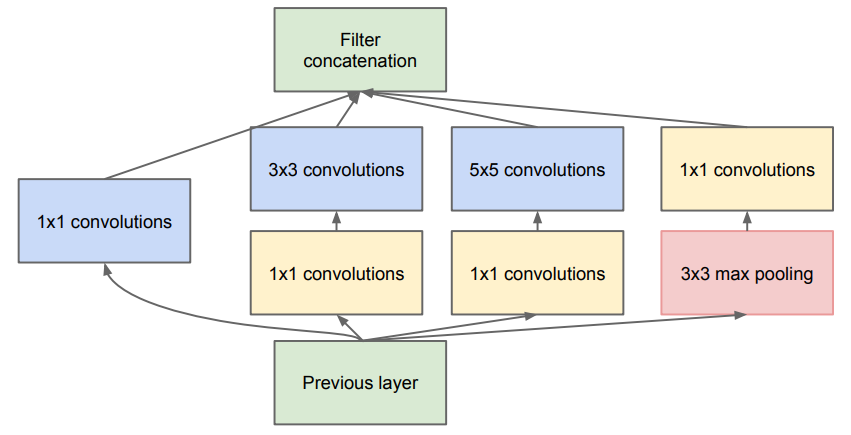 Filter
concatenation
3x3 convolutions
5x5 convolutions
1x1 convolutions
1x1 convolutions
1x1 convolutions
1x1 convolutions
3x3 max pooling
Previous layer